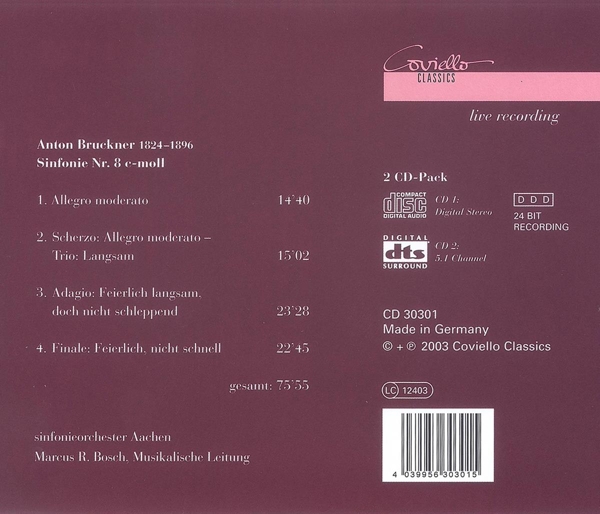 Coviello
CLASSICS
live recording
Anton Bruckner 1824–1896
Sinfonie Nr. 8 c-moll
1. Allegro moderato 14'40
2. Scherzo: Allegro moderato –
Trio: Langsam 15'02
3. Adagio: Feierlich langsam,
doch nicht schleppend 23'28
4. Finale: Feierlich, nicht schnell 22'45
gesamt: 75'55
sinfonieorchester Aachen
Marcus R. Bosch, Musikalische Leitung
2 CD-Pack
COMPACT
disc
DIGITAL AUDIO
CD 1:
Digital Stereo
DDD
24 BIT
RECORDING
DIGITAL
dts
SURROUND
CD 2:
5.1 Channel
CD 30301
Made in Germany
© + ℗ 2003 Coviello Classics
LC 12403
4 039956 303015